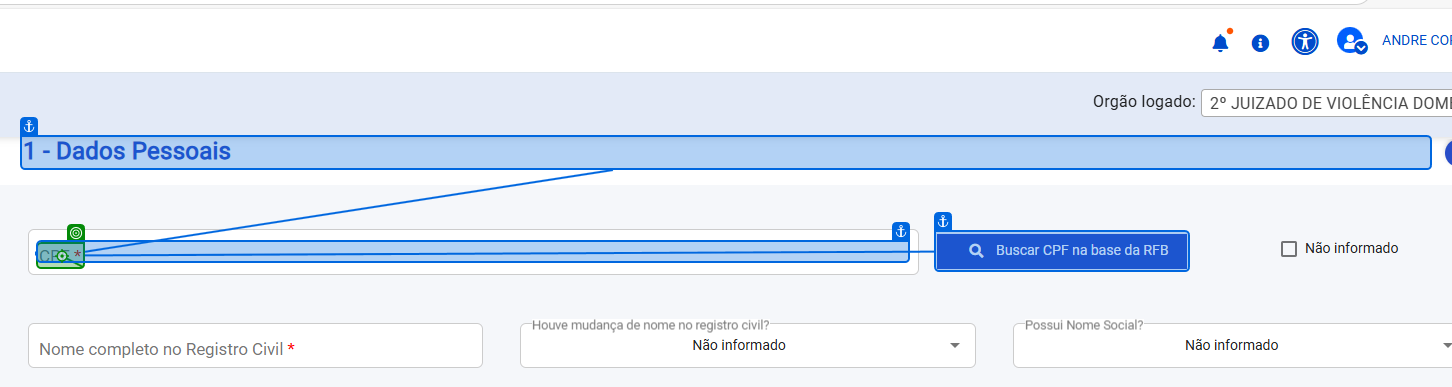 ANDRE
Orgão logado: 2º JUIZADO DE VIOLÊNCIA
1 - Dados Pessoais
CPF *
Buscar CPF na base da RFB
Não informado
Houve mudança de nome no registro civil?
Possui Nome Social?
Nome completo no Registro Civil *
Não informado
Não informado